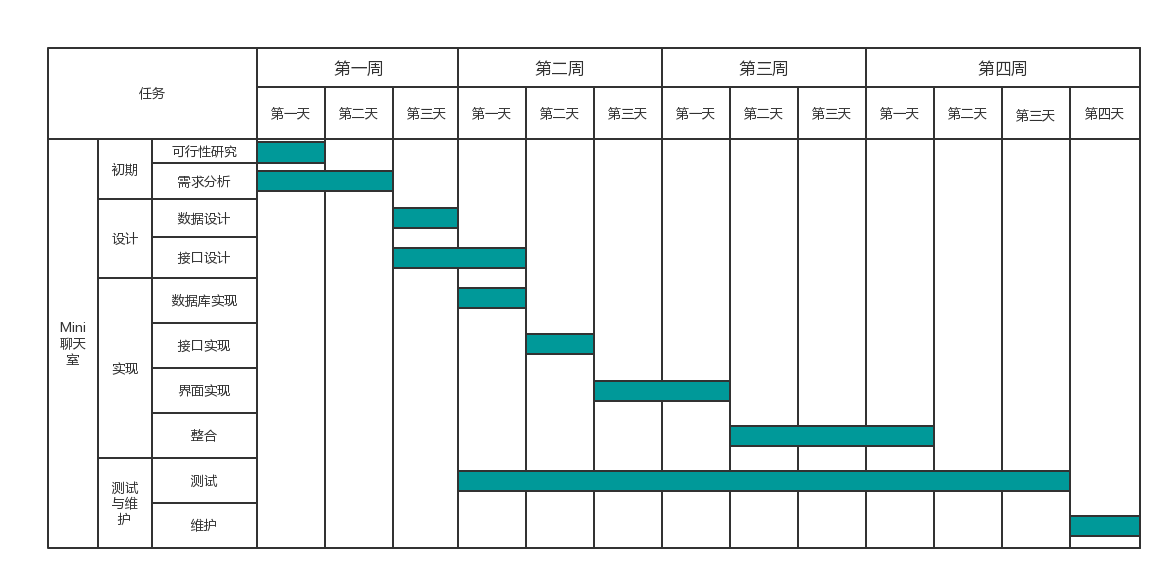 任务
第一周
第二周
第三周
第四周
第一天
第二天
第三天
第一天
第二天
第三天
第一天
第二天
第三天
第一天
第二天
第三天
第四天
Mini
聊天
室
初期
可行性研究
需求分析
设计
数据设计
接口设计
实现
数据库实现
接口实现
界面实现
整合
测试
与维
护
测试
维护